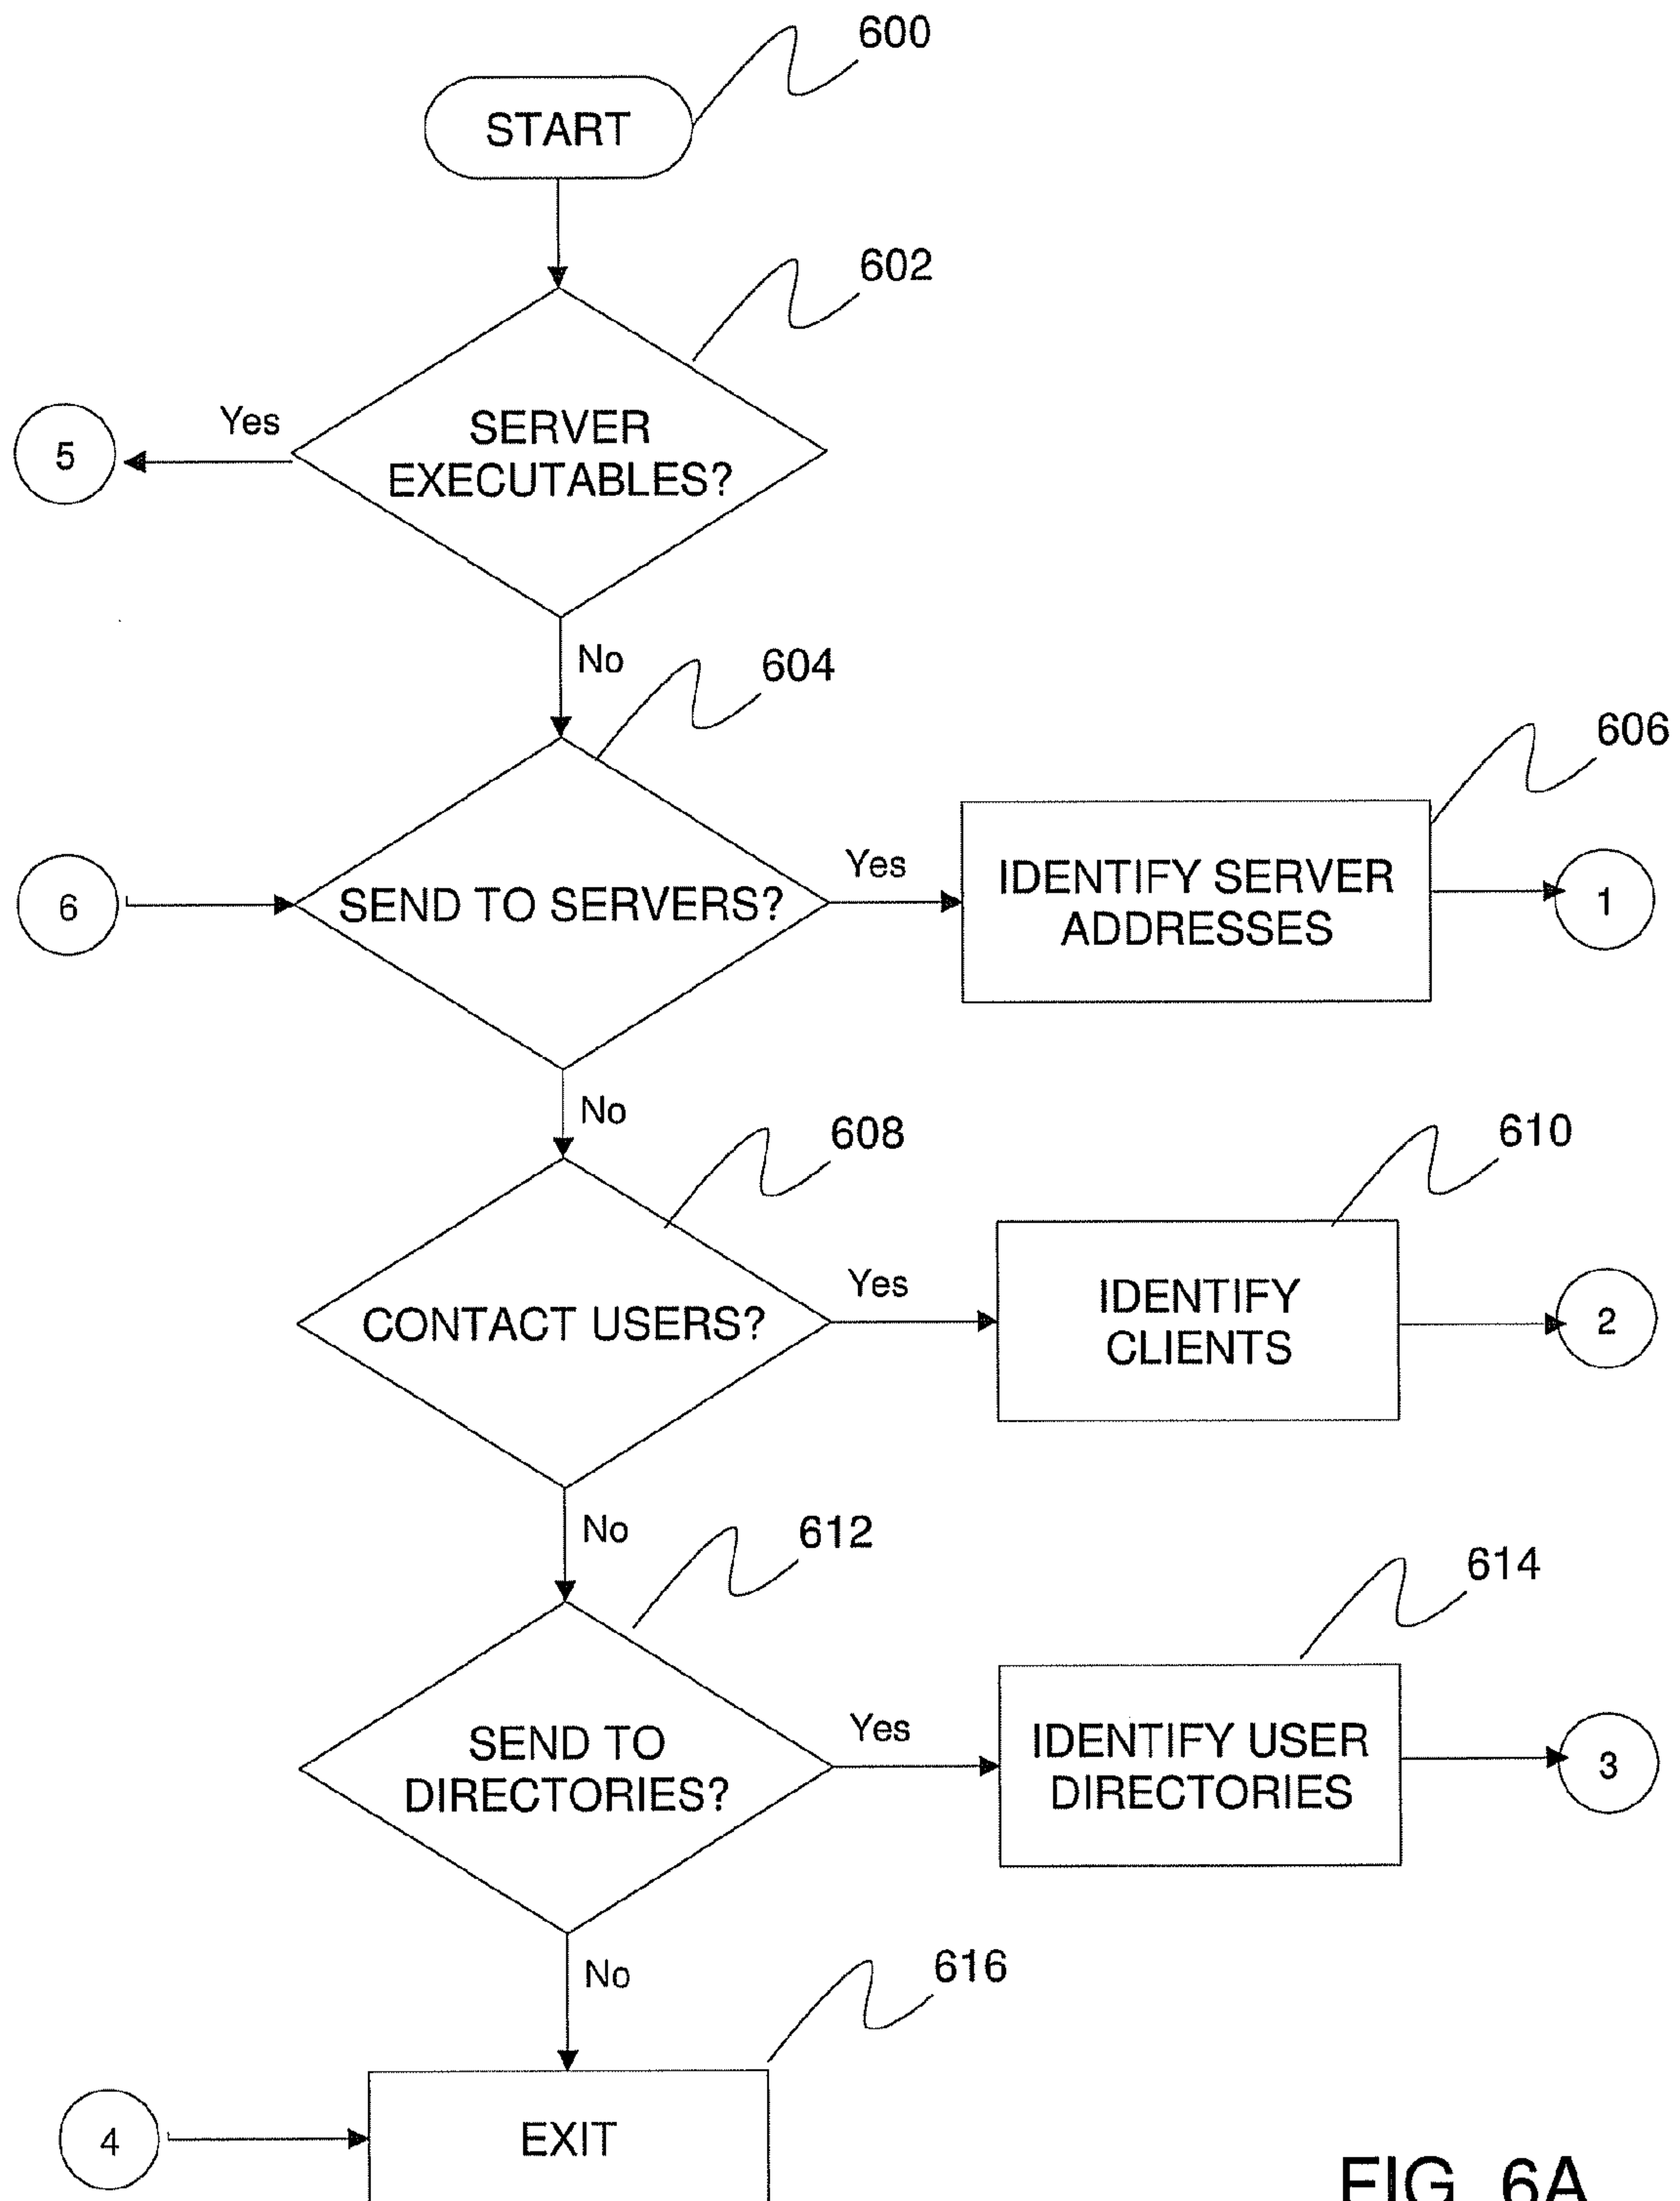 600
START
602
Yes
5
SERVER
EXECUTABLES?
No
604
606
6
SEND TO SERVERS?
Yes
IDENTIFY SERVER
ADDRESSES
1
No
608
610
CONTACT USERS?
Yes
IDENTIFY
CLIENTS
2
No
612
614
SEND TO
DIRECTORIES?
Yes
IDENTIFY USER
DIRECTORIES
3
No
616
4
EXIT
FIG. 6A